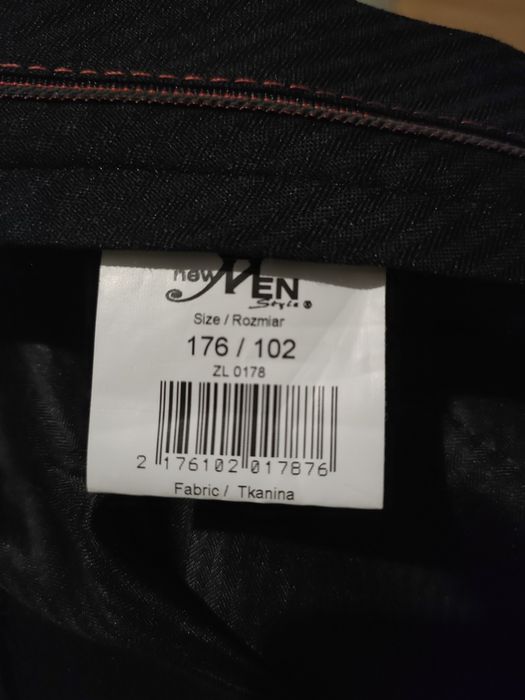 new MEN
Style ®
Size / Rozmiar
176 / 102
ZL 0178
2 176102 017876
Fabric / Tkanina